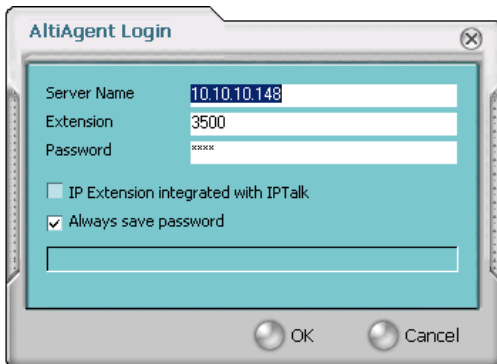 AltiAgent Login
Server Name 10.10.10.148
Extension 3500
Password ****
IP Extension integrated with IPTalk
Always save password
OK Cancel